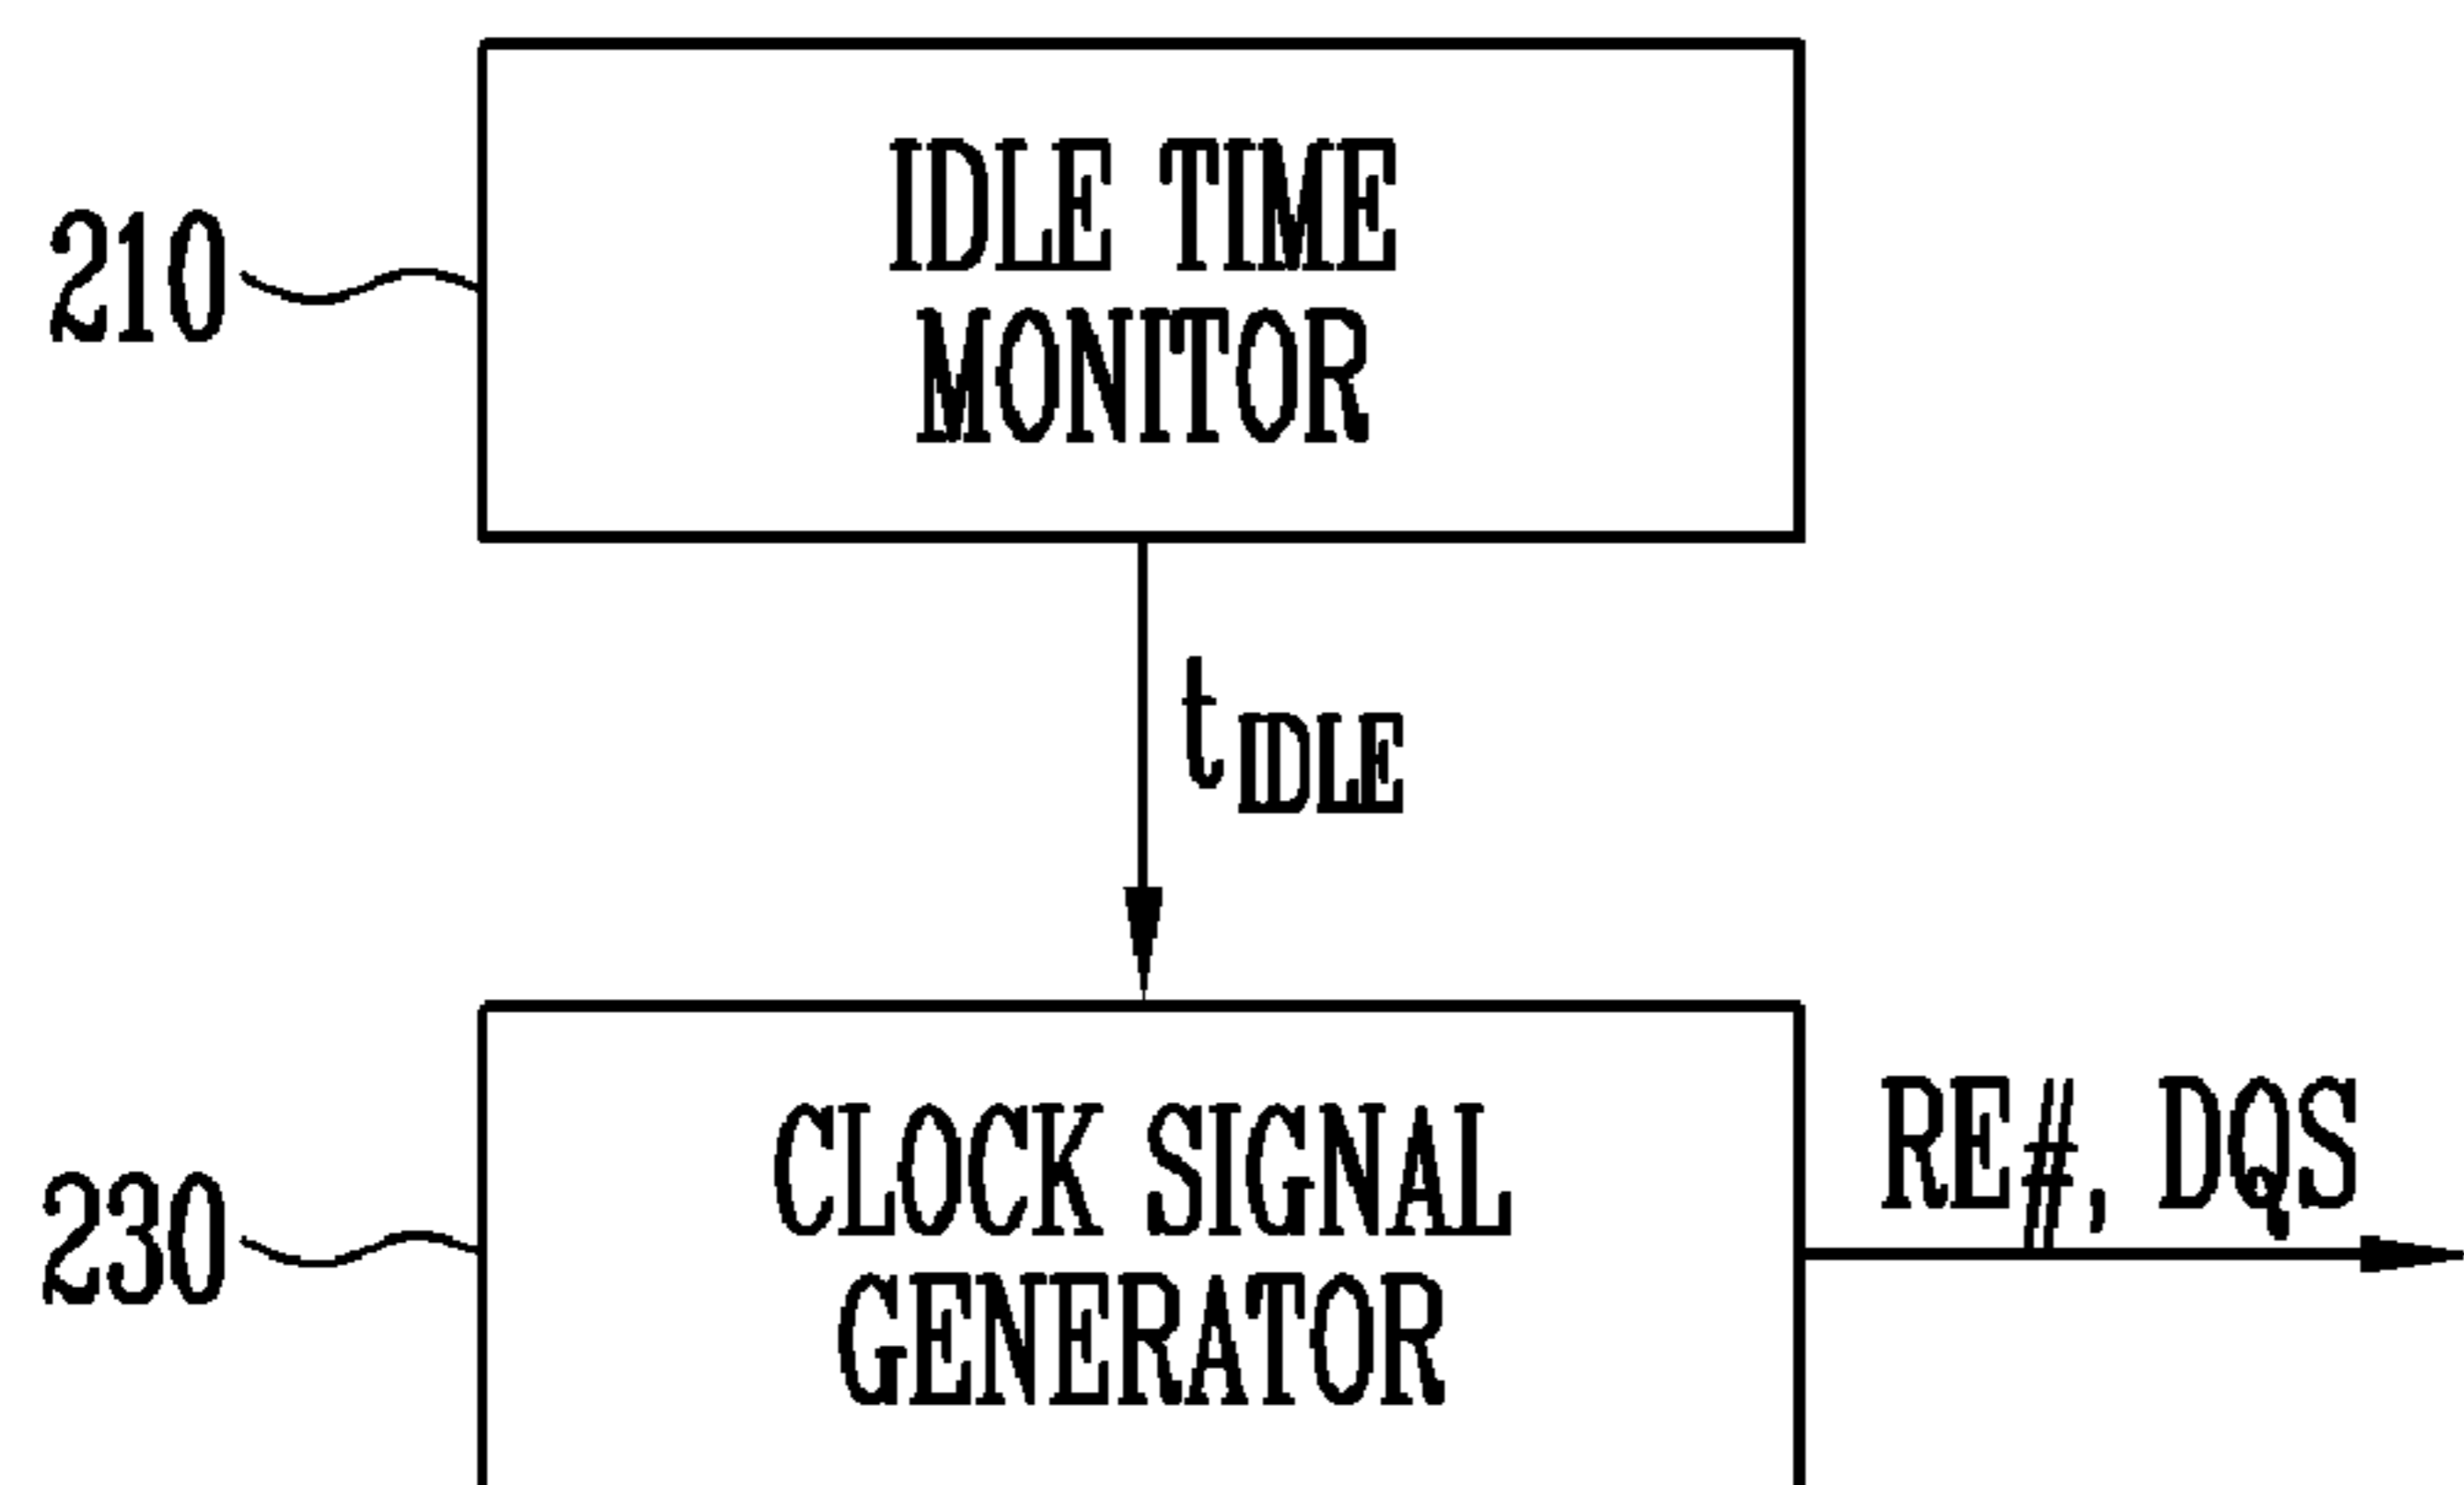 210
IDLE TIME
MONITOR
tIDLE
230
CLOCK SIGNAL
GENERATOR
RE#, DQS